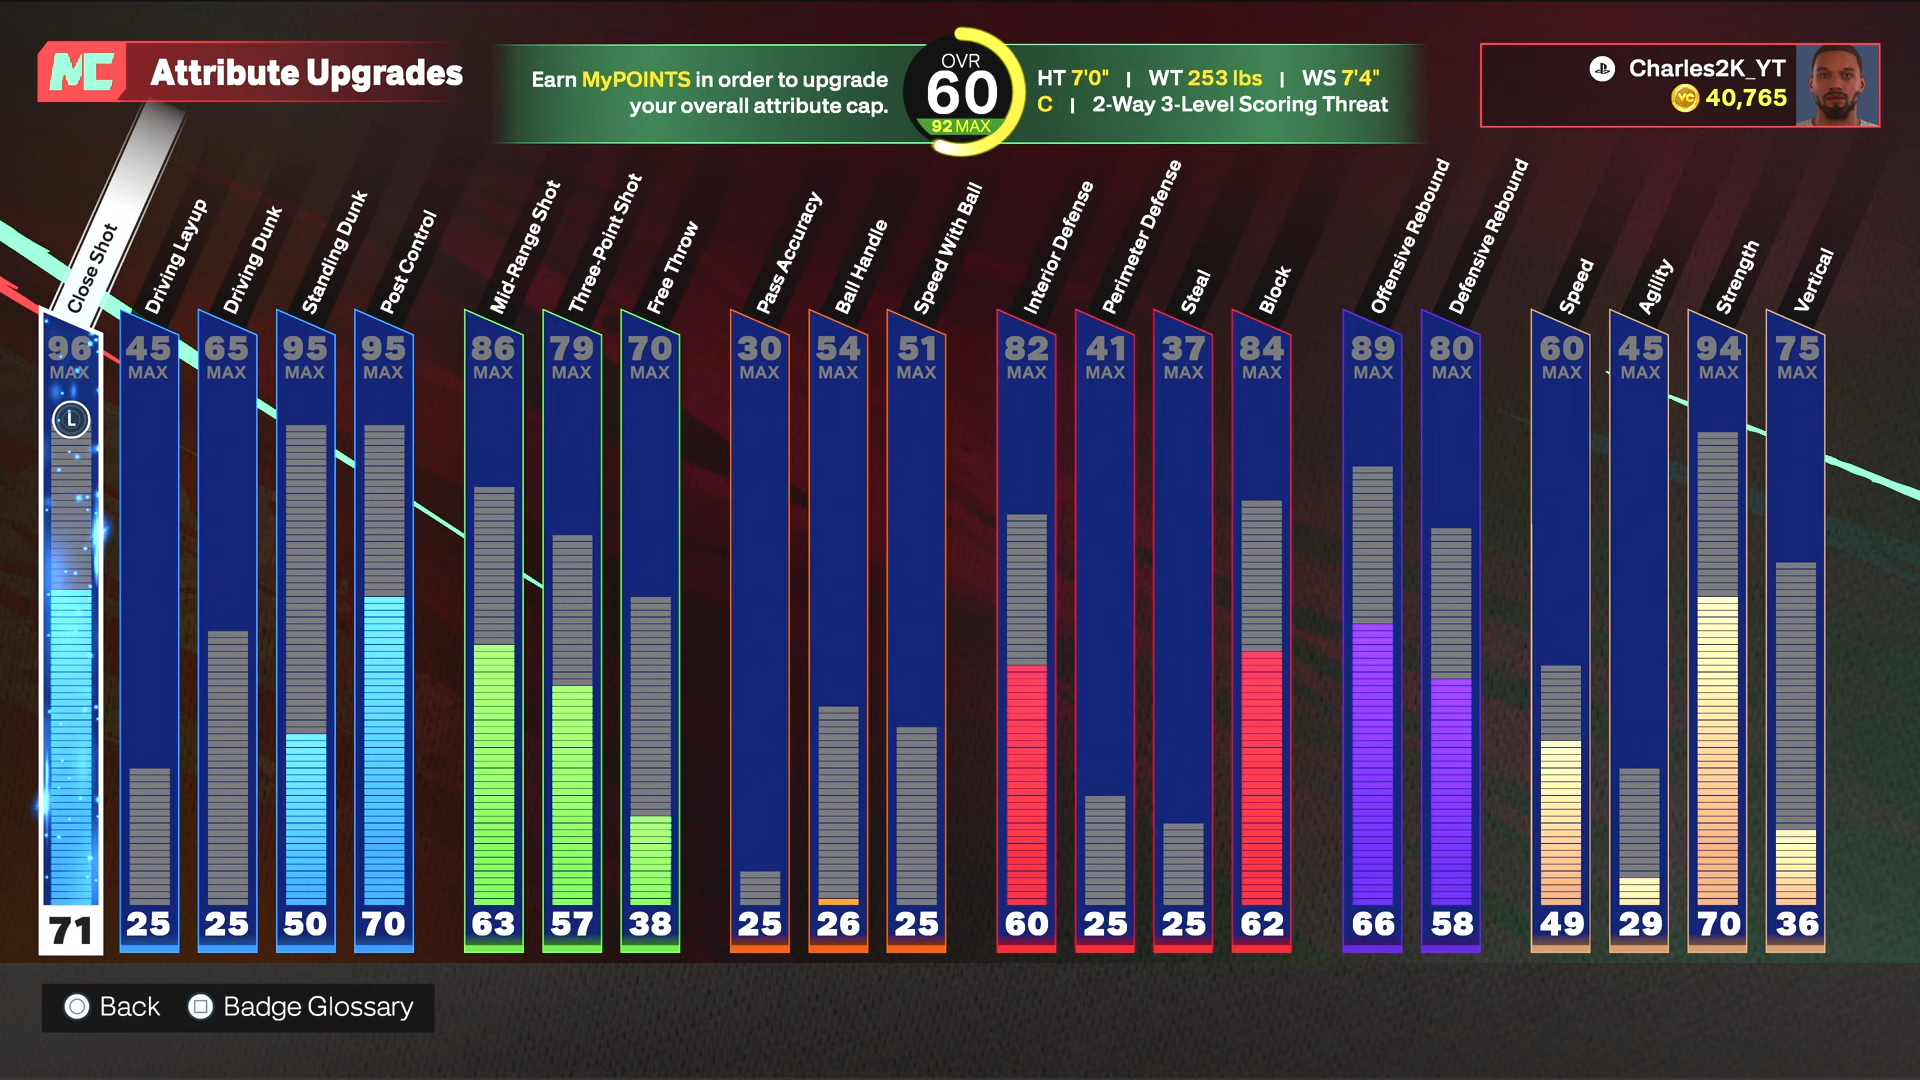 MC
Attribute Upgrades
Earn MyPOINTS in order to upgrade
your overall attribute cap.
OVR
60
92 MAX
HT 7'0" | WT 253 lbs | WS 7'4"
C | 2-Way 3-Level Scoring Threat
Charles2K_YT
VC 40,765
Close Shot
Driving Layup
Driving Dunk
Standing Dunk
Post Control
Mid-Range Shot
Three-Point Shot
Free Throw
Pass Accuracy
Ball Handle
Speed With Ball
Interior Defense
Perimeter Defense
Steal
Block
Offensive Rebound
Defensive Rebound
Speed
Agility
Strength
Vertical
96 45 65 95 95 86 79 70 30 54 51 82 41 37 84 89 80 60 45 94 75
MAX MAX MAX MAX MAX MAX MAX MAX MAX MAX MAX MAX MAX MAX MAX MAX MAX MAX MAX MAX MAX
L
71 25 25 50 70 63 57 38 25 26 25 60 25 25 62 66 58 49 29 70 36
Back Badge Glossary